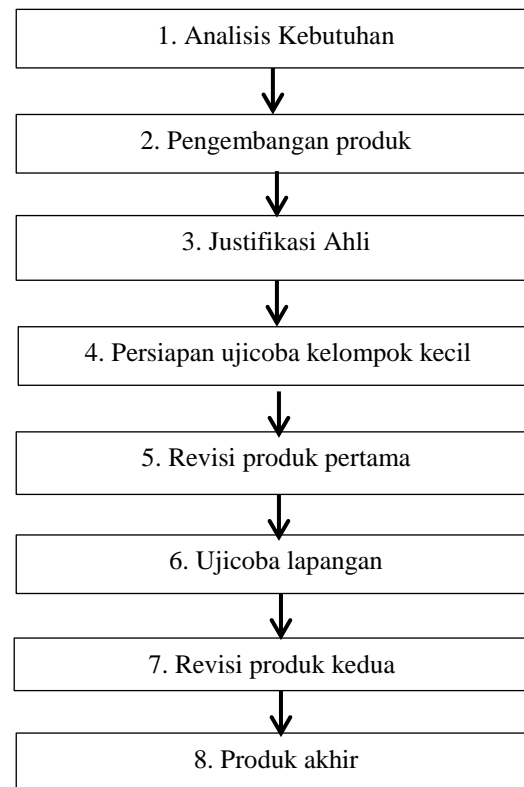 1. Analisis Kebutuhan
2. Pengembangan produk
3. Justifikasi Ahli
4. Persiapan ujicoba kelompok kecil
5. Revisi produk pertama
6. Ujicoba lapangan
7. Revisi produk kedua
8. Produk akhir